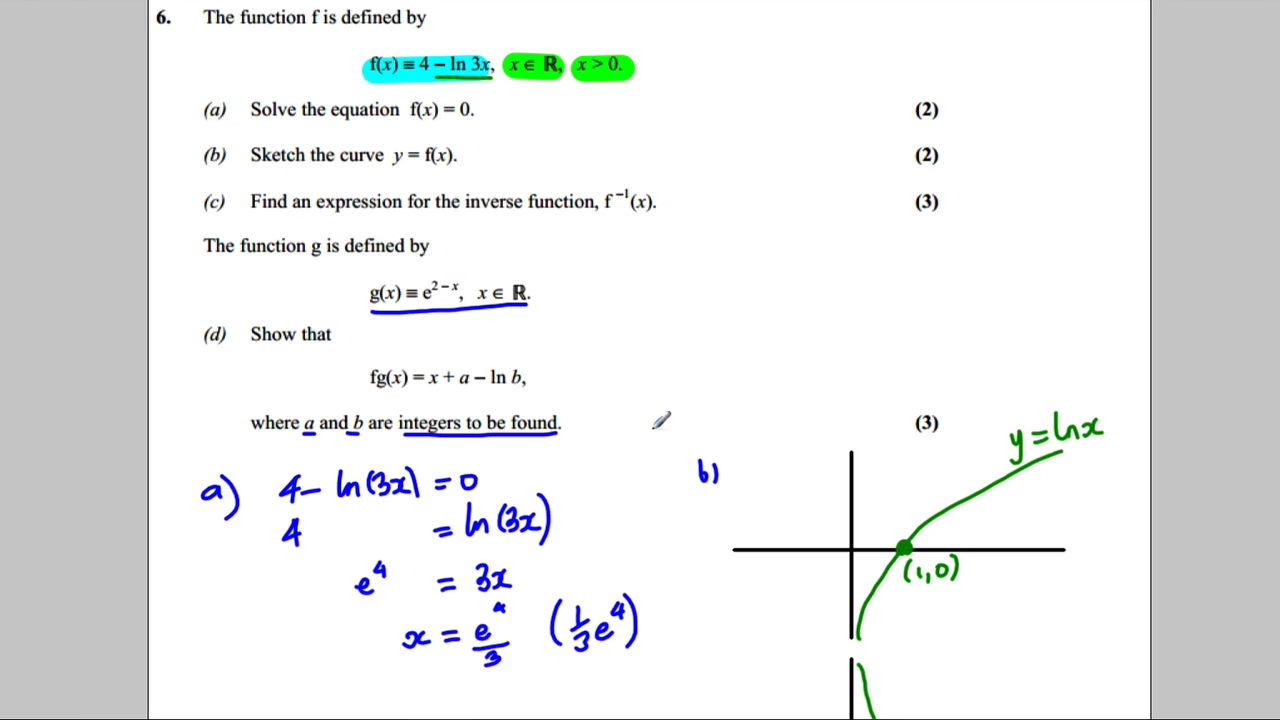 6. The function f is defined by
f(x) ≡ 4 – ln 3x, x ∈ ℝ, x > 0.
(a) Solve the equation f(x) = 0. (2)
(b) Sketch the curve y = f(x). (2)
(c) Find an expression for the inverse function, f⁻¹(x). (3)
The function g is defined by
g(x) ≡ e²⁻ˣ, x ∈ ℝ.
(d) Show that
fg(x) = x + a – ln b,
where a and b are integers to be found. (3)
a) 4 – ln(3x) = 0
4 = ln(3x)
e⁴ = 3x
x = e⁴/3 (1/3 e⁴)
b)
y = ln x
(1,0)